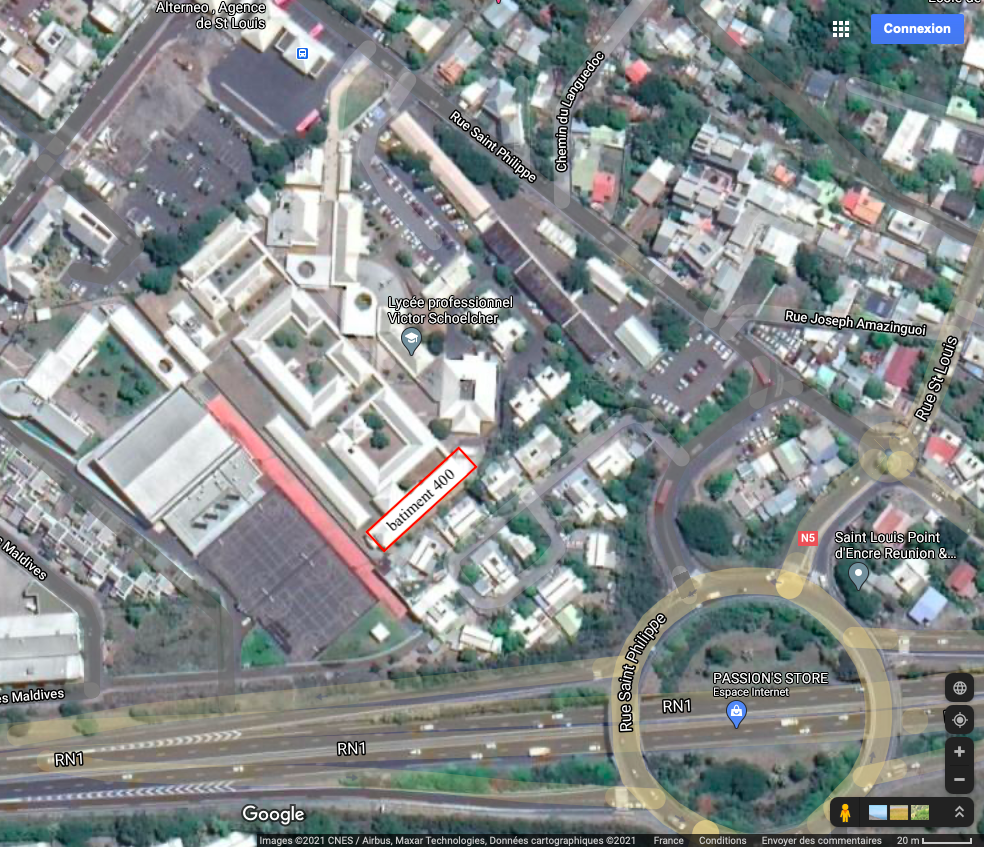 Alterneo , Agence
de St Louis
Connexion
Rue Saint Philippe
Chemin du Languedoc
Lycée professionnel
Victor Schoelcher
Rue Joseph Amazinguoi
Rue St Louis
batiment 400
N5
Saint Louis Point
d'Encre Reunion &...
Maldives
Rue Saint Philippe
PASSION'S STORE
Espace Internet
es Maldives
RN1
RN1
RN1
Google
Images ©2021 CNES / Airbus, Maxar Technologies, Données cartographiques ©2021 France Conditions Envoyer des commentaires 20 m